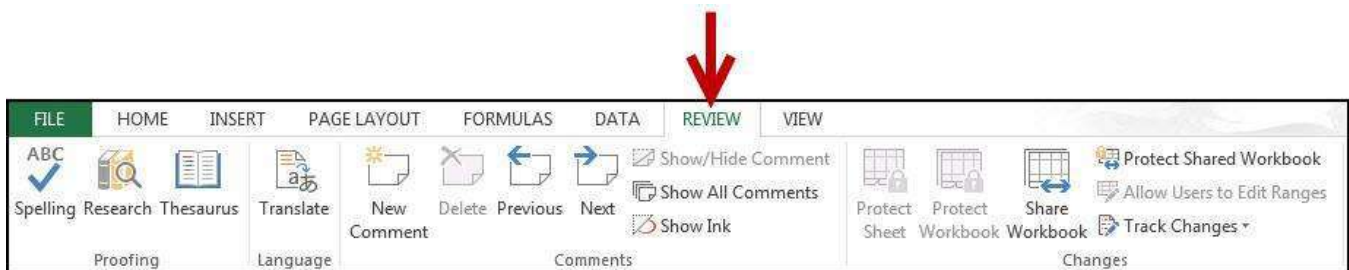 FILE HOME INSERT PAGE LAYOUT FORMULAS DATA REVIEW VIEW
ABC
Spelling Research Thesaurus
Proofing
a あ
Translate
Language
New Comment
Delete Previous Next
Show/Hide Comment
Show All Comments
Show Ink
Comments
Protect Sheet
Protect Workbook
Share Workbook
Protect Shared Workbook
Allow Users to Edit Ranges
Track Changes
Changes